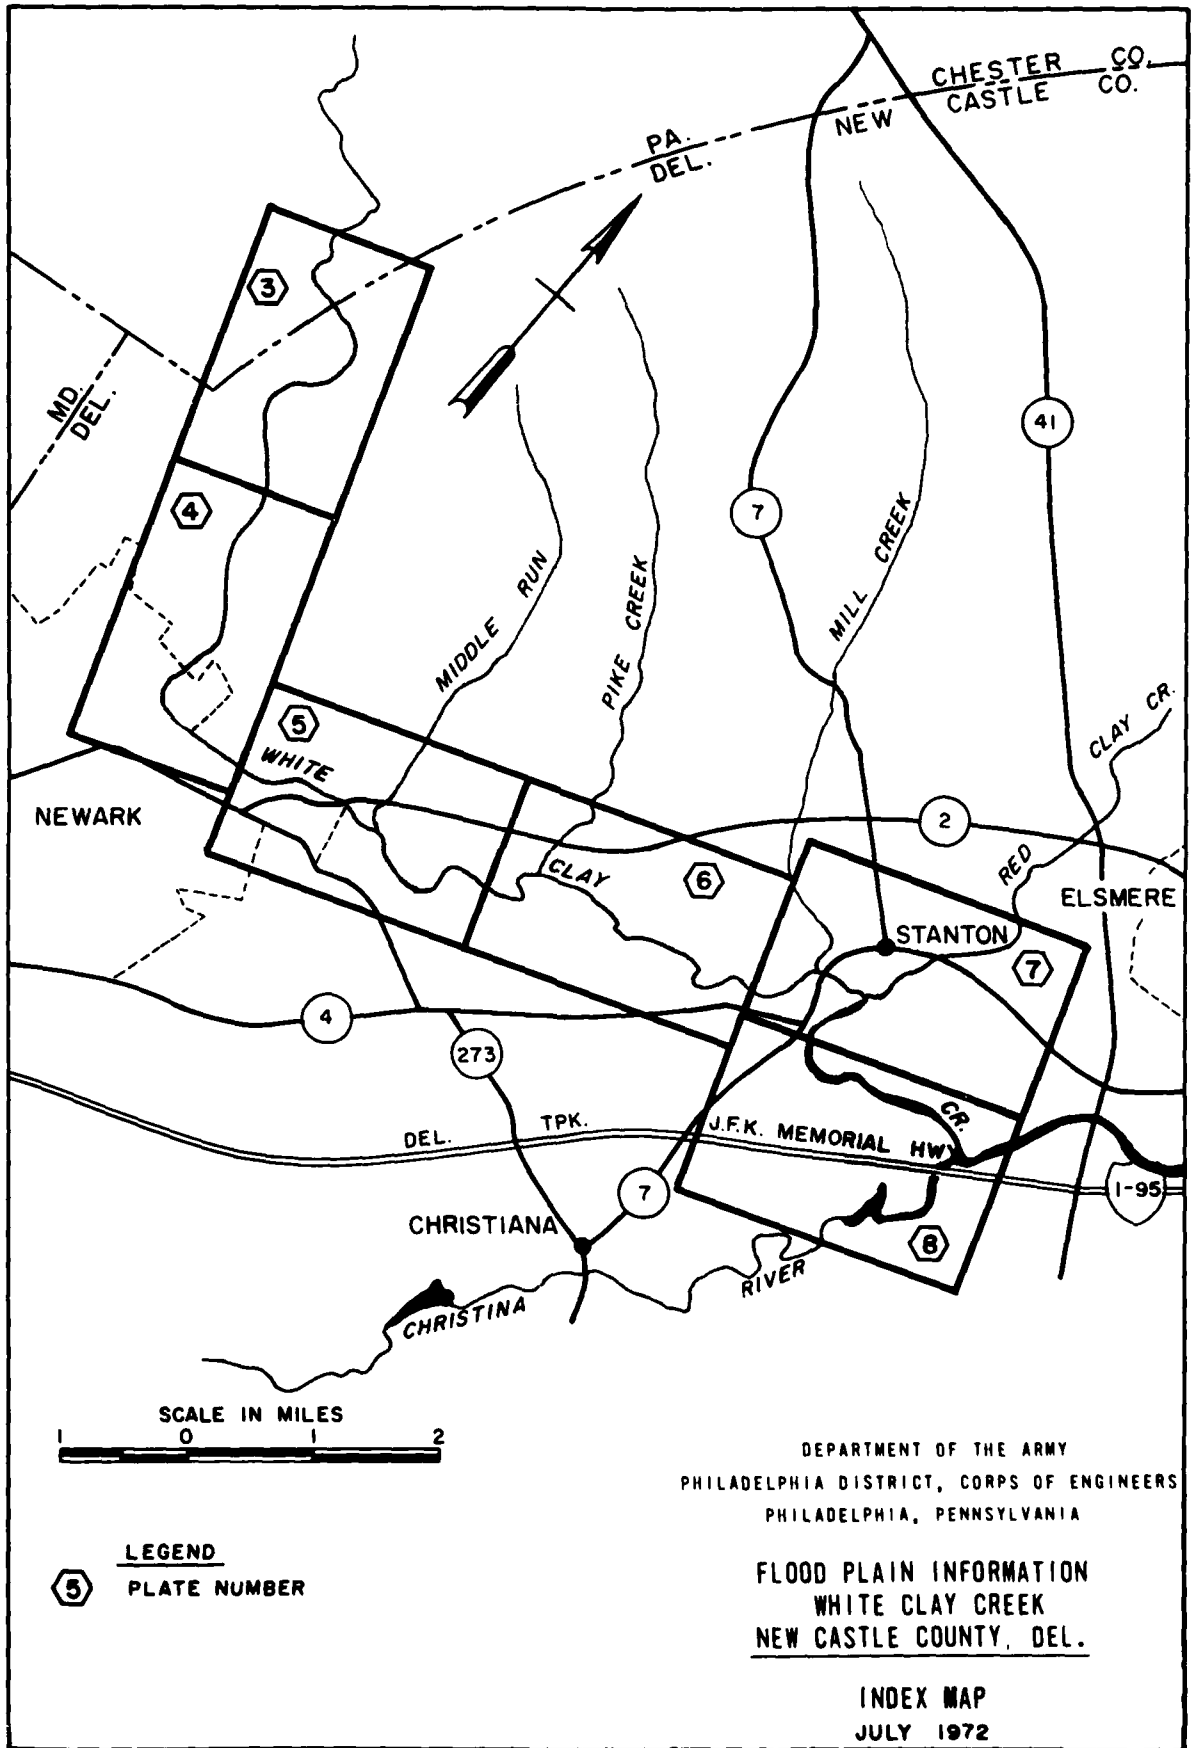 CHESTER CO.
NEW CASTLE CO.
PA.
DEL.
3
MD.
DEL.
41
4
7
MIDDLE RUN
PIKE CREEK
MILL CREEK
5
WHITE
CLAY
CR.
RED CLAY CR.
NEWARK
2
6
ELSMERE
STANTON
7
4
273
DEL. TPK.
J.F.K. MEMORIAL HWY
I-95
7
CHRISTIANA
8
CHRISTINA RIVER
SCALE IN MILES
1 0 1 2
LEGEND
5 PLATE NUMBER
DEPARTMENT OF THE ARMY
PHILADELPHIA DISTRICT, CORPS OF ENGINEERS
PHILADELPHIA, PENNSYLVANIA
FLOOD PLAIN INFORMATION
WHITE CLAY CREEK
NEW CASTLE COUNTY, DEL.
INDEX MAP
JULY 1972